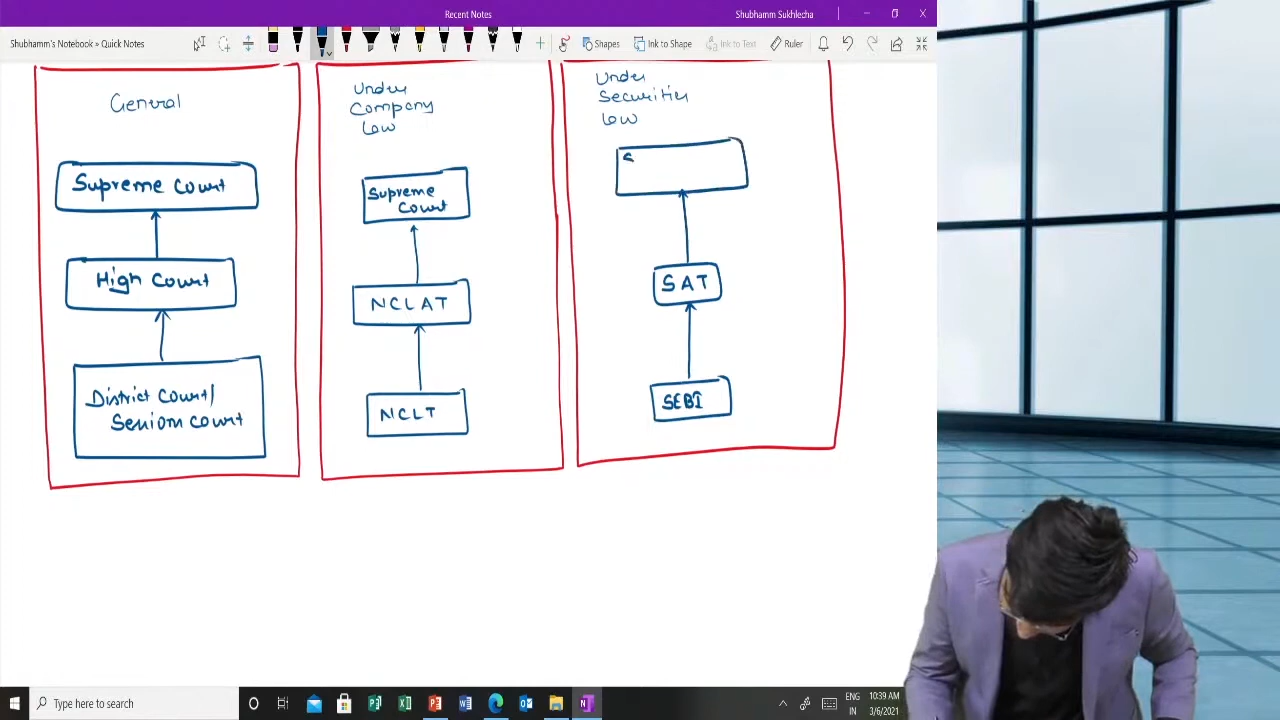 Recent Notes
Shubhamm Sukhlecha
Shubhamm's Notebook » Quick Notes
Shapes
Ink to Shape
Ink to Text
Ruler
General
Supreme Court
High Court
District Court/
Seniom Court
Under
Company
Law
Supreme
Court
NCLAT
NCLT
Under
Securities
Law
S
SAT
SEBI
Type here to search
ENG
IN
10:39 AM
3/6/2021